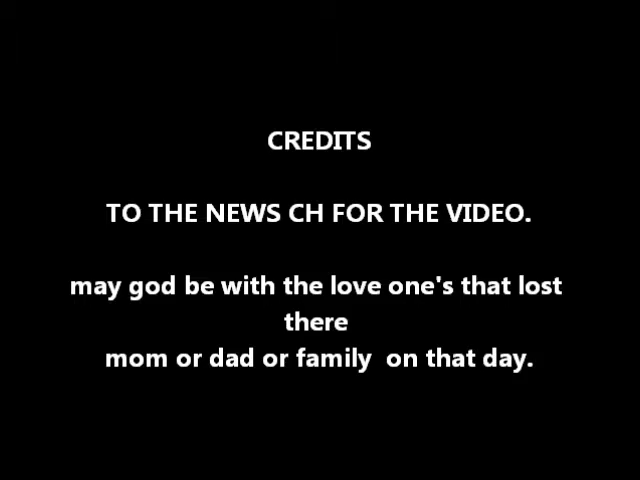 CREDITS
TO THE NEWS CH FOR THE VIDEO.
may god be with the love one's that lost
there
mom or dad or family  on that day.